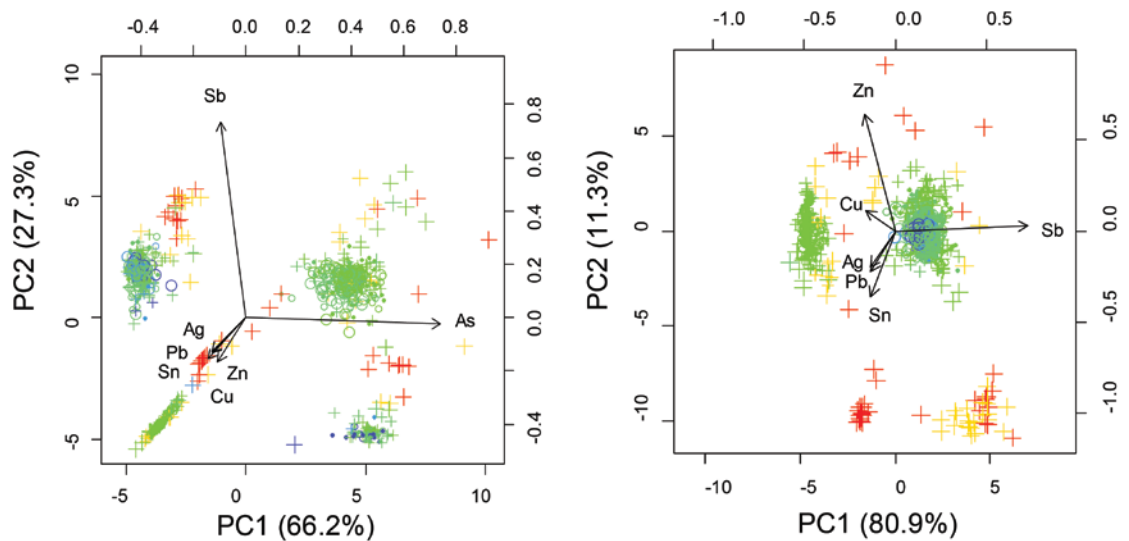 -0.4 0.0 0.2 0.4 0.6 0.8
10
5
0
-5
PC2 (27.3%)
Sb
As
Ag
Pb
Sn
Zn
Cu
0.8
0.6
0.4
0.2
0.0
-0.2
-0.4
-5 0 5 10
PC1 (66.2%)
-1.0 -0.5 0.0 0.5
5
0
-5
-10
PC2 (11.3%)
Zn
Cu
Sb
Ag
Pb
Sn
0.5
0.0
-0.5
-1.0
-10 -5 0 5
PC1 (80.9%)